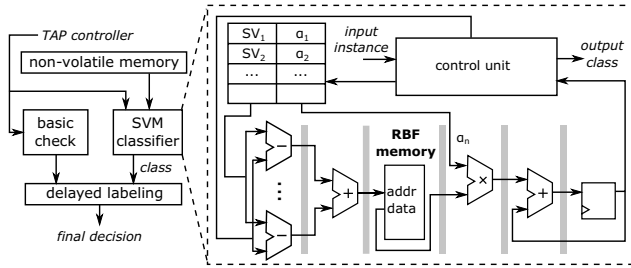 TAP controller
non-volatile memory
basic
check
SVM
classifier
class
delayed labeling
final decision
SV1 α1
SV2 α2
... ...
input
instance
control unit
output
class
−
...
−
+
RBF
memory
addr
data
αn
×
+